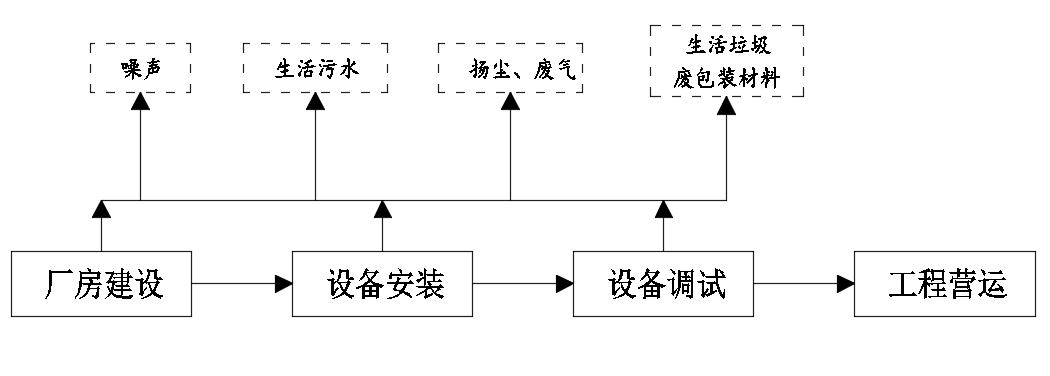 噪声
生活污水
扬尘、废气
生活垃圾
废包装材料
厂房建设
设备安装
设备调试
工程营运